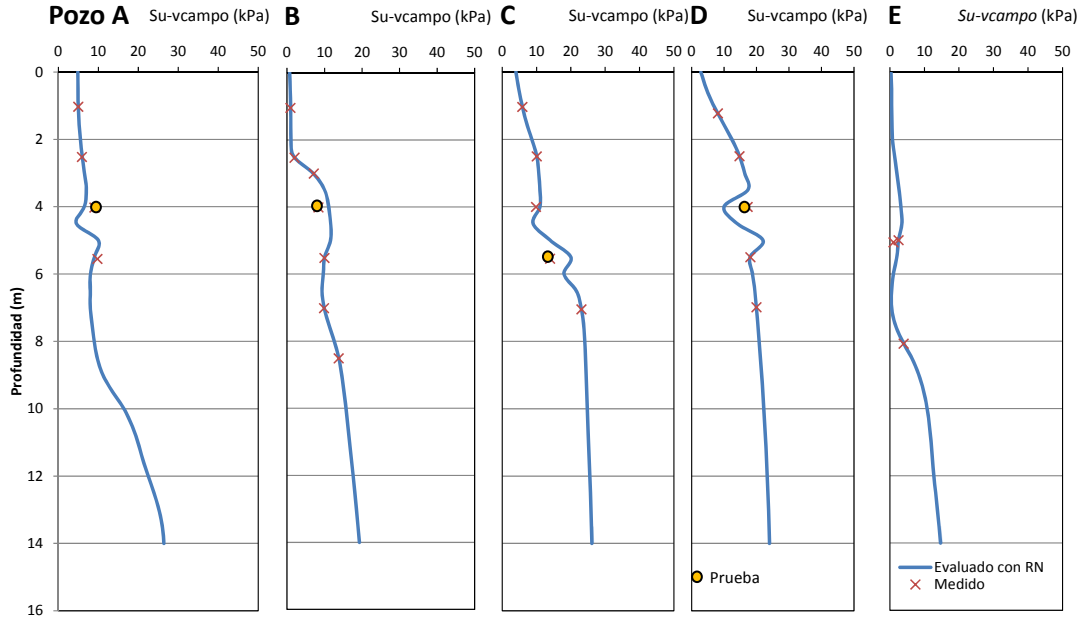 Pozo A Su-vcampo (kPa) B Su-vcampo (kPa) C Su-vcampo (kPa) D Su-vcampo (kPa) E Su-vcampo (kPa)
0 10 20 30 40 50 0 10 20 30 40 50 0 10 20 30 40 50 0 10 20 30 40 50 0 10 20 30 40 50
0
2
4
6
8
10
12
14
16
Profundidad (m)
Prueba
Evaluado con RN
Medido